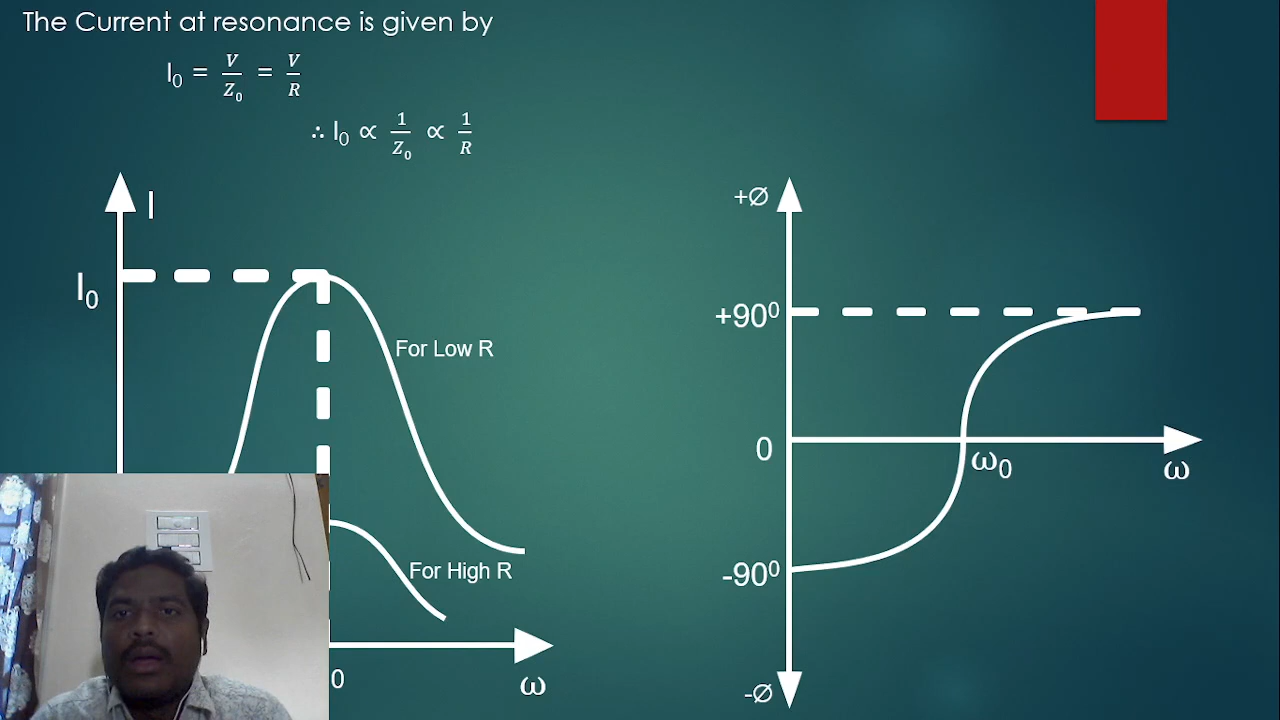 The Current at resonance is given by
I₀ = V/Z₀ = V/R
∴ I₀ ∝ 1/Z₀ ∝ 1/R
I
I₀
For Low R
For High R
0
ω
+Ø
+90⁰
0
ω₀
ω
-90⁰
-Ø